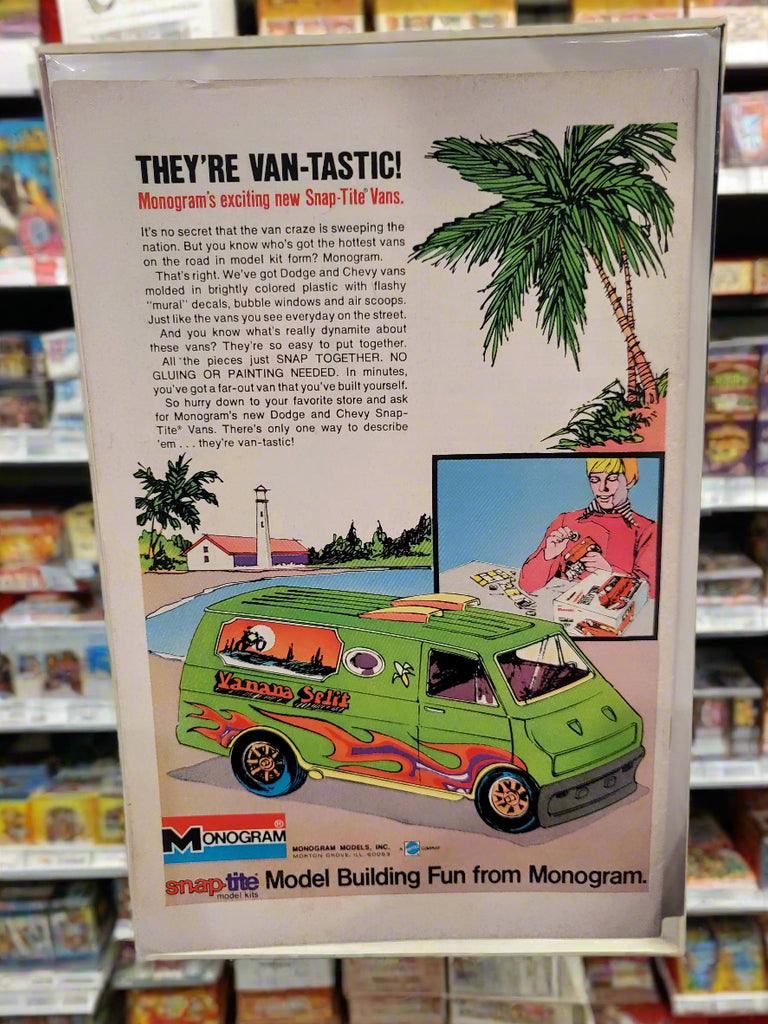 THEY'RE VAN-TASTIC!
Monogram's exciting new Snap-Tite® Vans.
It's no secret that the van craze is sweeping the
nation. But you know who's got the hottest vans
on the road in model kit form? Monogram.
That's right. We've got Dodge and Chevy vans
molded in brightly colored plastic with flashy
"mural" decals, bubble windows and air scoops.
Just like the vans you see everyday on the street.
And you know what's really dynamite about
these vans? They're so easy to put together.
All the pieces just SNAP TOGETHER. NO
GLUING OR PAINTING NEEDED. In minutes,
you've got a far-out van that you've built yourself.
So hurry down to your favorite store and ask
for Monogram's new Dodge and Chevy Snap-
Tite® Vans. There's only one way to describe
'em . . . they're van-tastic!
Vanana Split
MONOGRAM®
MONOGRAM MODELS, INC.
MORTON GROVE, ILL. 60053
A MATTEL COMPANY
snap-tite
model kits
Model Building Fun from Monogram.